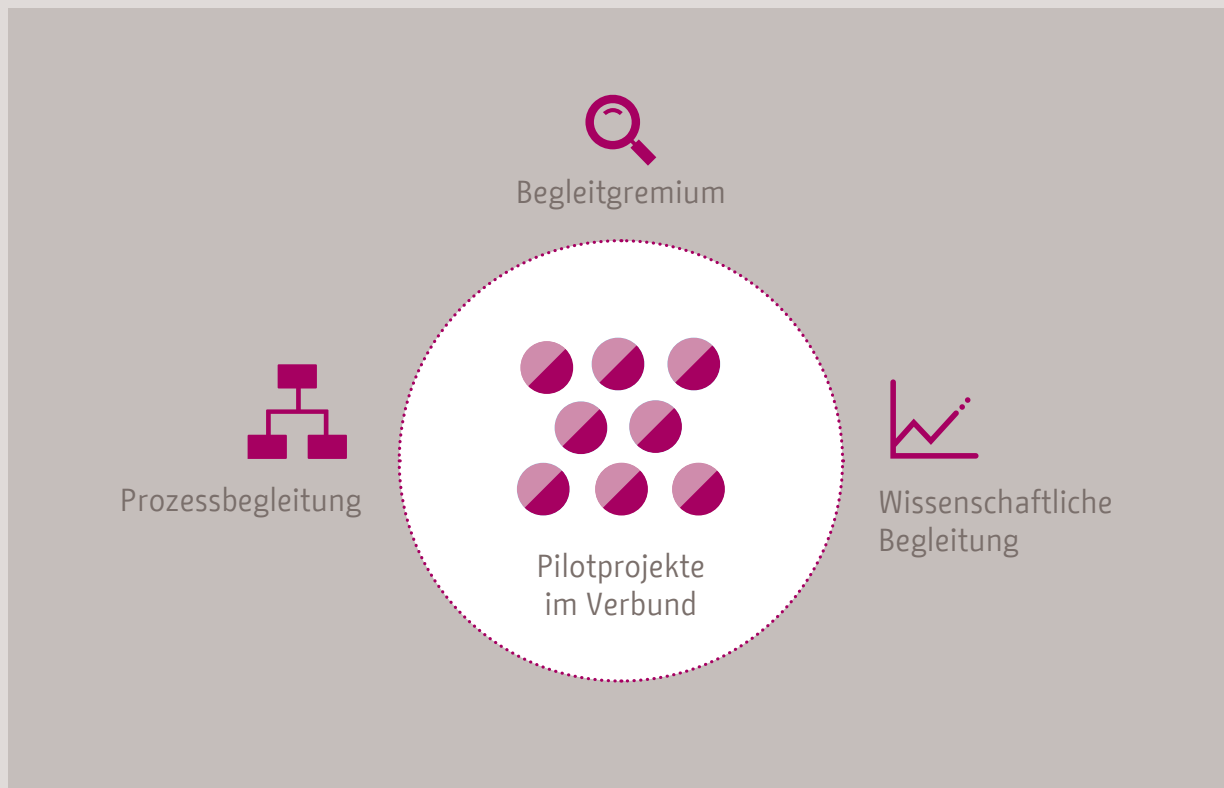 Begleitgremium
Prozessbegleitung
Wissenschaftliche
Begleitung
Pilotprojekte
im Verbund